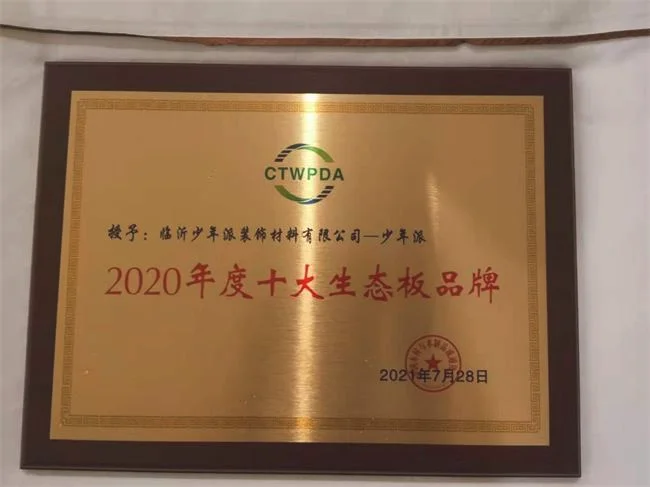 CTWPDA
授予：临沂少年派装饰材料有限公司—少年派
2020年度十大生态板品牌
2021年7月28日